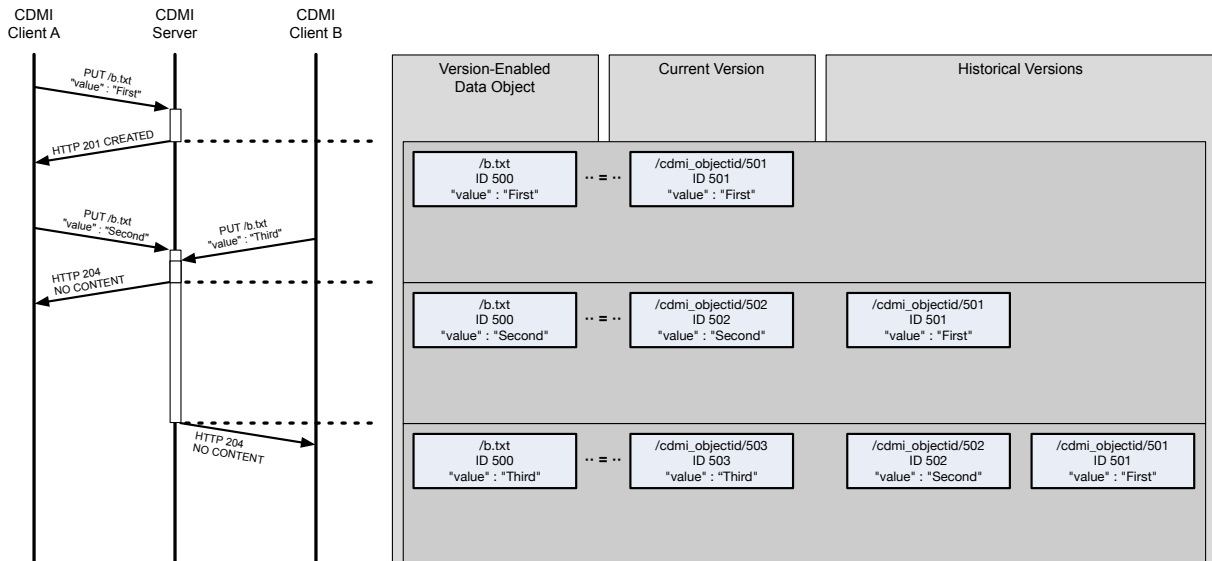 CDMI
Client A
CDMI
Server
CDMI
Client B
PUT /b.txt
"value" : "First"
HTTP 201 CREATED
PUT /b.txt
"value" : "Second"
PUT /b.txt
"value" : "Third"
HTTP 204
NO CONTENT
HTTP 204
NO CONTENT
Version-Enabled
Data Object
Current Version
Historical Versions
/b.txt
ID 500
"value" : "First"
·· = ··
/cdmi_objectid/501
ID 501
"value" : "First"
/b.txt
ID 500
"value" : "Second"
·· = ··
/cdmi_objectid/502
ID 502
"value" : "Second"
/cdmi_objectid/501
ID 501
"value" : "First"
/b.txt
ID 500
"value" : "Third"
·· = ··
/cdmi_objectid/503
ID 503
"value" : “Third"
/cdmi_objectid/502
ID 502
"value" : "Second"
/cdmi_objectid/501
ID 501
"value" : "First"